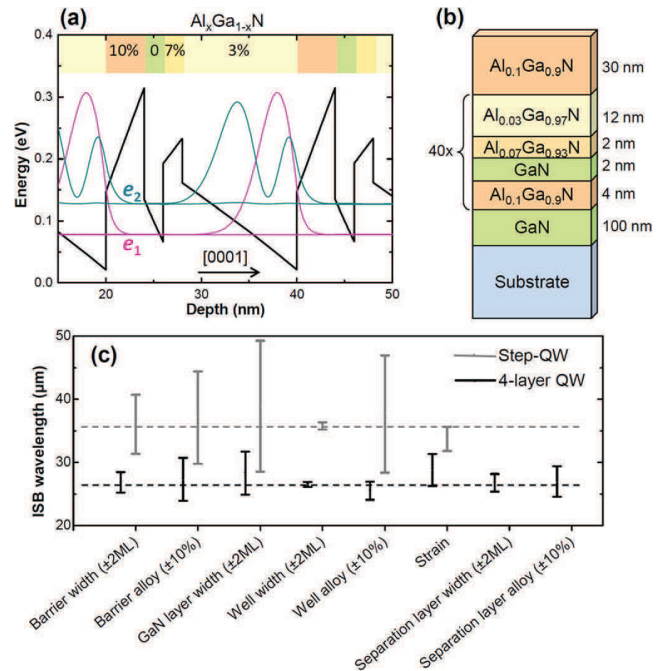 (a)
Al_xGa_{1-x}N
10% 0 7% 3%
0.4
0.3
0.2
0.1
0.0
Energy (eV)
e₂
e₁
[0001]
20 30 40 50
Depth (nm)
(b)
Al₀.₁Ga₀.₉N 30 nm
Al₀.₀₃Ga₀.₉₇N 12 nm
40x
Al₀.₀₇Ga₀.₉₃N 2 nm
GaN 2 nm
Al₀.₁Ga₀.₉N 4 nm
GaN 100 nm
Substrate
(c)
Step-QW
4-layer QW
50
40
30
20
ISB wavelength (µm)
Barrier width (±2ML)
Barrier alloy (±10%)
GaN layer width (±2ML)
Well width (±2ML)
Well alloy (±10%)
Strain
Separation layer width (±2ML)
Separation layer alloy (±10%)